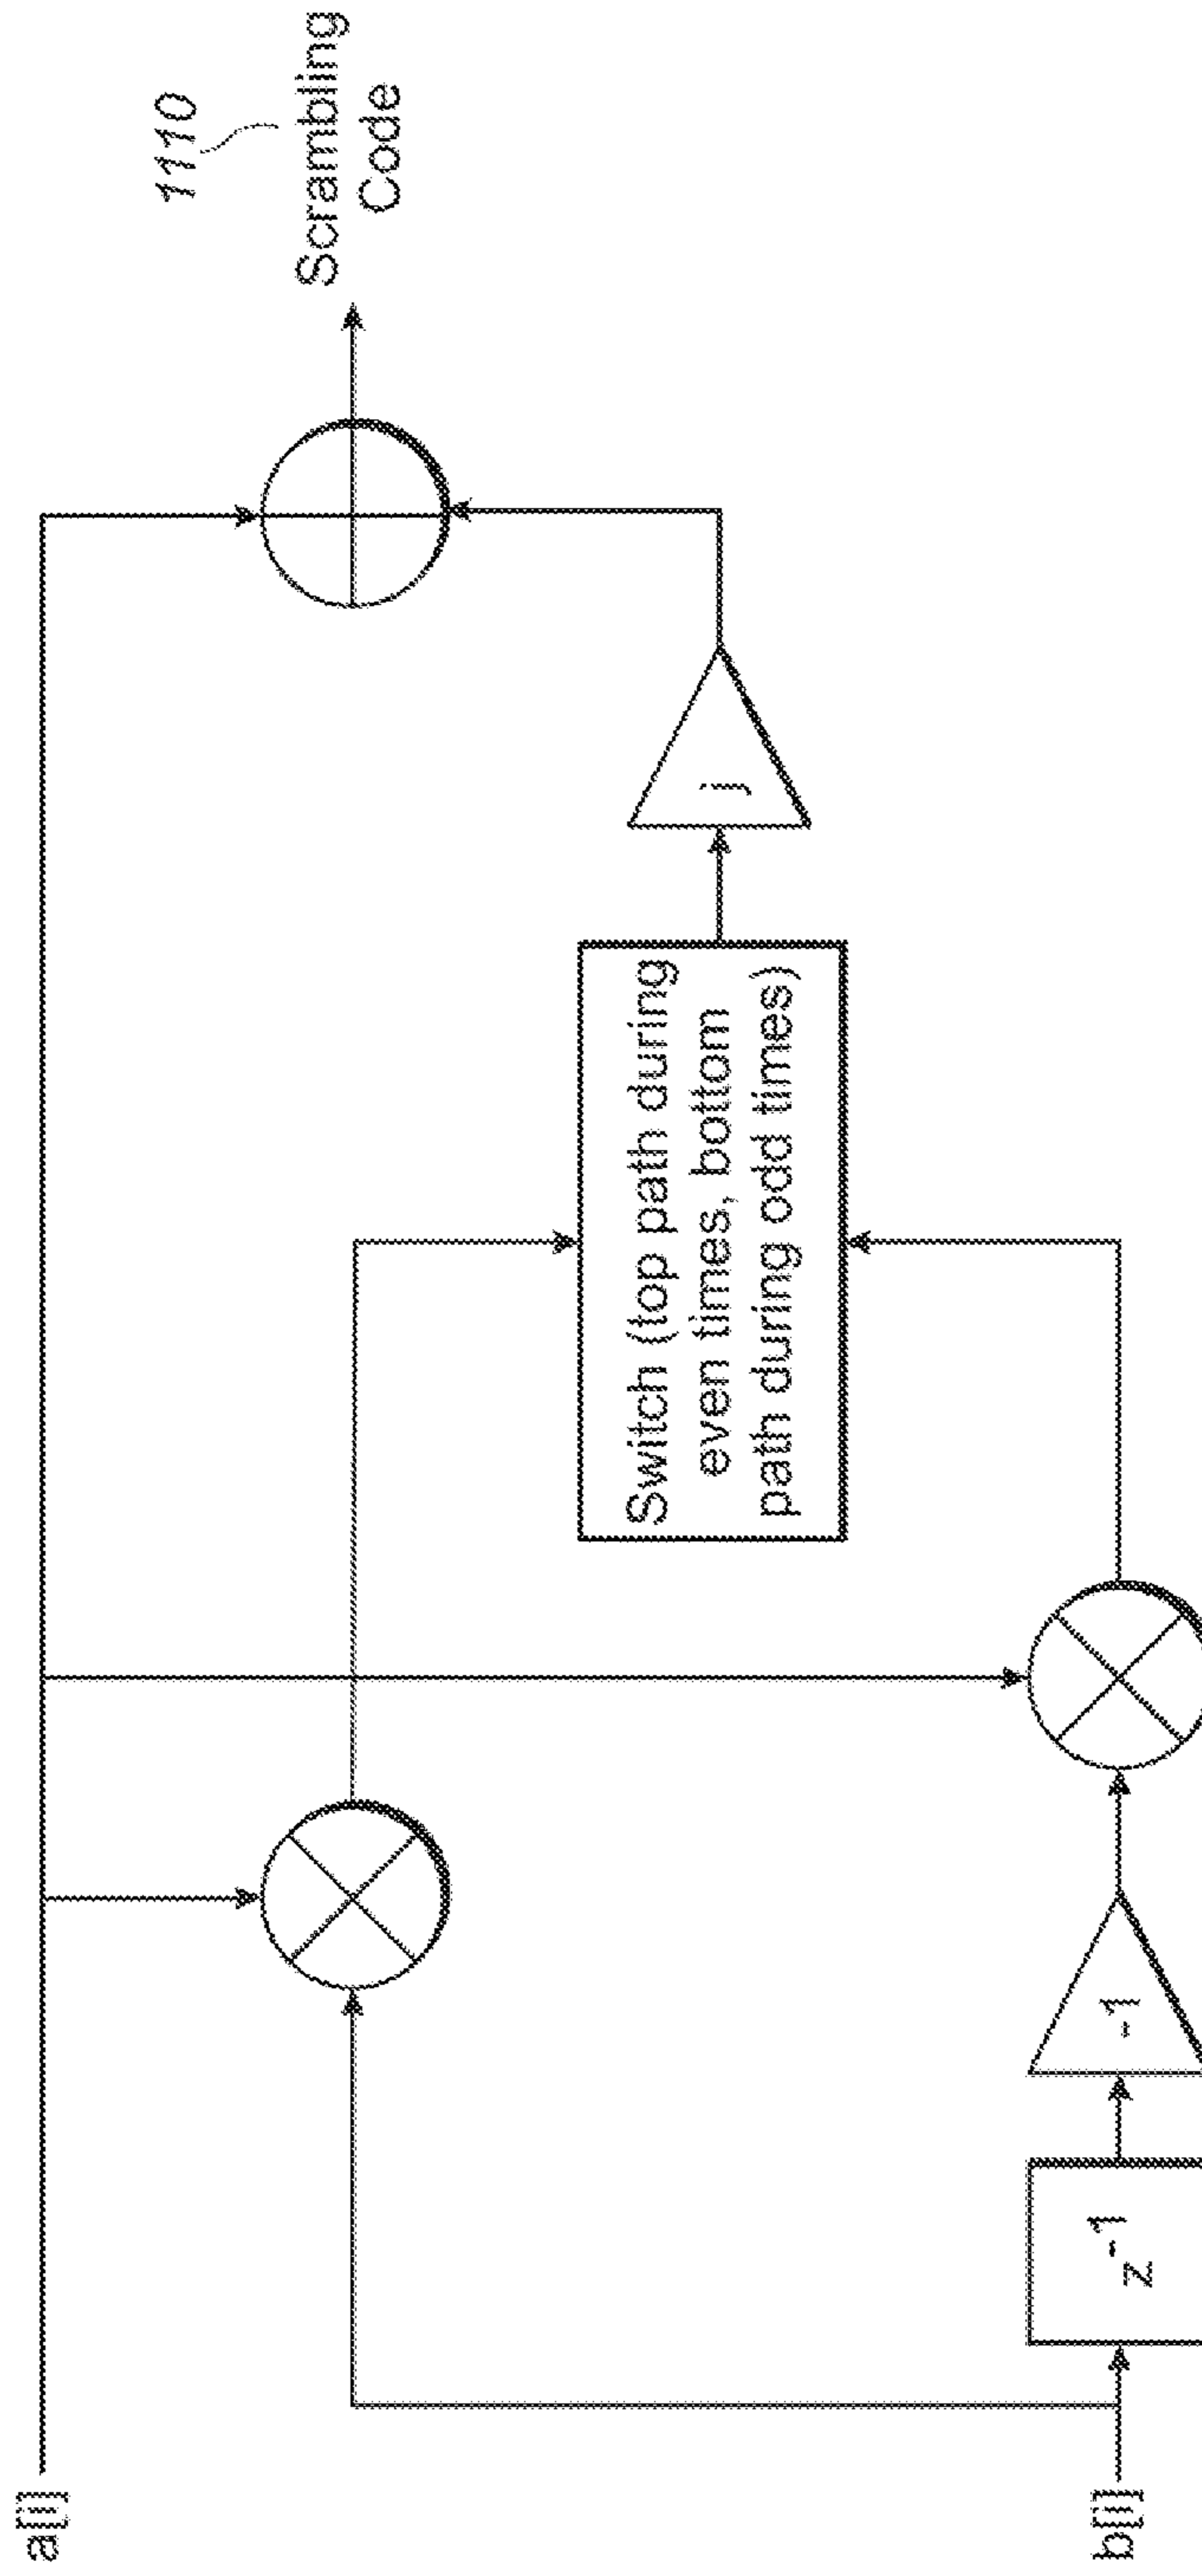 a[i]
b[i]
z-1
-1
Switch (top path during
even times, bottom
path during odd times)
j
1110
Scrambling
Code